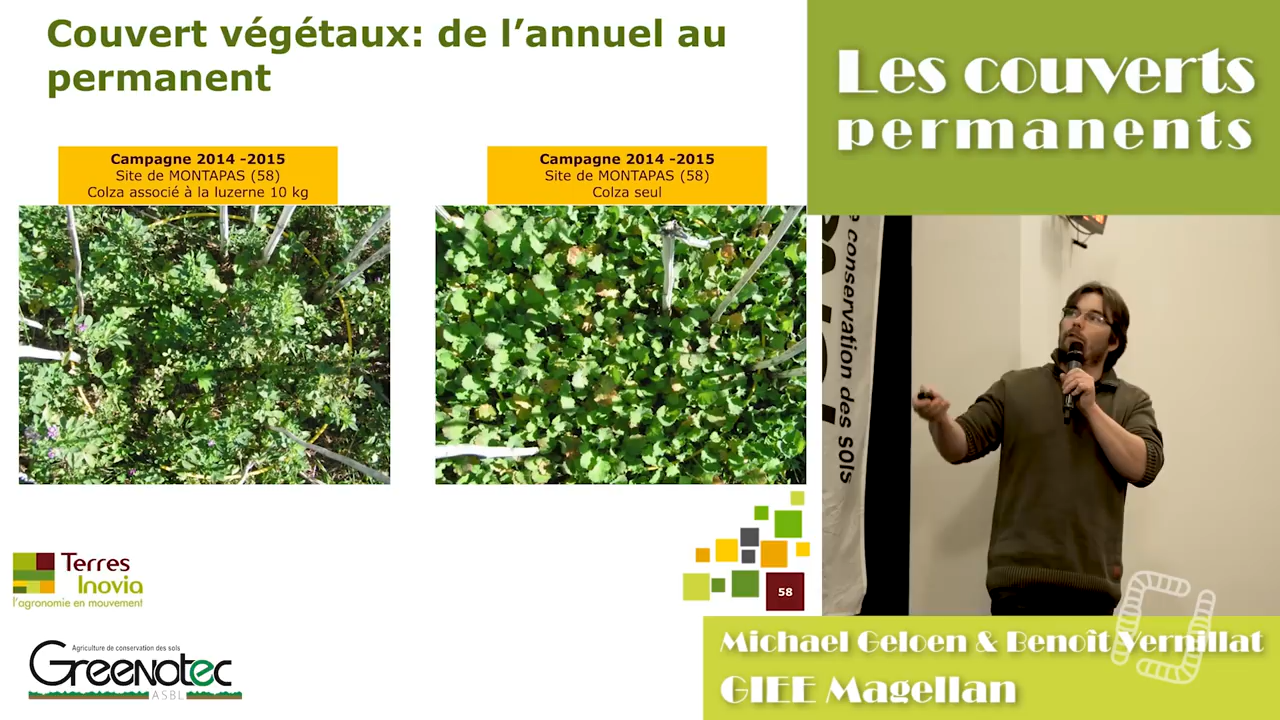 Couvert végétaux: de l’annuel au
permanent
Campagne 2014 -2015
Site de MONTAPAS (58)
Colza associé à la luzerne 10 kg
Campagne 2014 -2015
Site de MONTAPAS (58)
Colza seul
58
Terres
Inovia
l’agronomie en mouvement
Agriculture de conservation des sols
Greenotec
ASBL
Les couverts
permanents
conservation des sols
Michael Geloen & Benoît Vernillat
GIEE Magellan